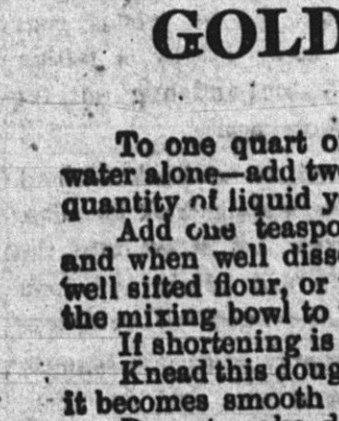 GOLD
To one quart o
water alone—add tw
quantity of liquid y
Add one teaspo
and when well diss
well sifted flour, or
the mixing bowl to
If shortening is
Knead this doug
it becomes smooth